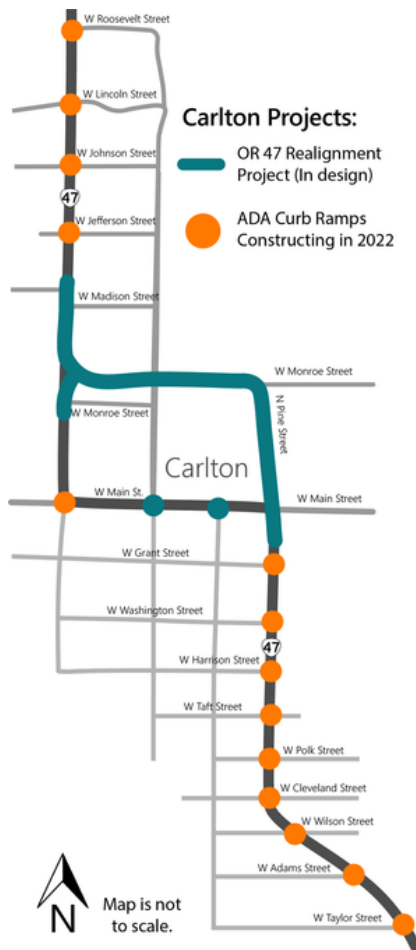 W Roosevelt Street
W Lincoln Street
Carlton Projects:
OR 47 Realignment
Project (In design)
W Johnson Street
47
ADA Curb Ramps
Constructing in 2022
W Jefferson Street
W Madison Street
W Monroe Street
W Monroe Street
N Pine Street
Carlton
W Main St.
W Main Street
W Grant Street
W Washington Street
47
W Harrison Street
W Taft Street
W Polk Street
W Cleveland Street
W Wilson Street
W Adams Street
W Taylor Street
N
Map is not
to scale.